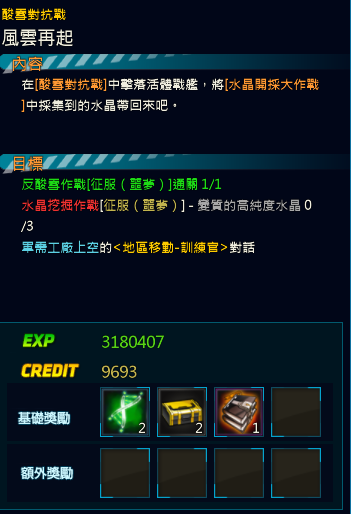 酸雪對抗戰
風雲再起
內容
在[酸雪對抗戰]中擊落活體戰艦，將[水晶開採大作戰
]中採集到的水晶帶回來吧。
目標
反酸雪作戰[征服（噩夢）]通關 1/1
水晶挖掘作戰[征服（噩夢）] - 變質的高純度水晶 0
/3
軍需工廠上空的<地區移動-訓練官>對話
EXP 3180407
CREDIT 9693
基礎獎勵 2 2 1
額外獎勵